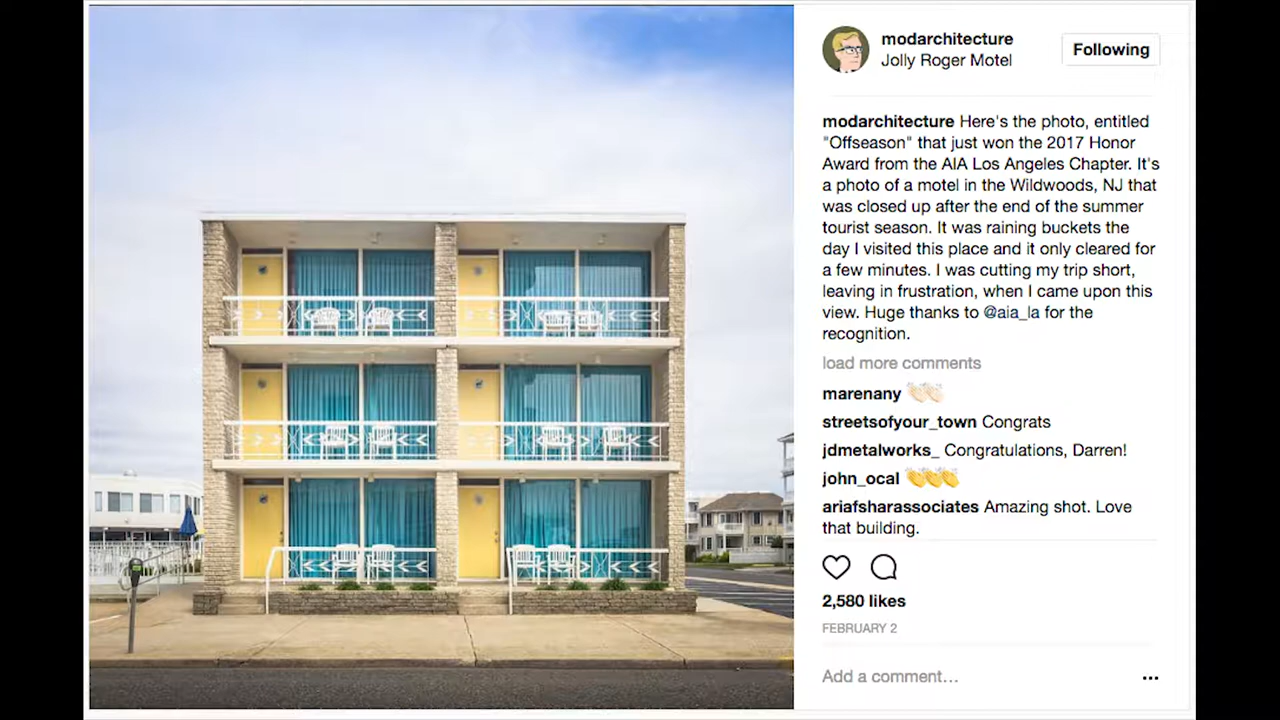 modarchitecture
Jolly Roger Motel
Following
modarchitecture Here's the photo, entitled
"Offseason" that just won the 2017 Honor
Award from the AIA Los Angeles Chapter. It's
a photo of a motel in the Wildwoods, NJ that
was closed up after the end of the summer
tourist season. It was raining buckets the
day I visited this place and it only cleared for
a few minutes. I was cutting my trip short,
leaving in frustration, when I came upon this
view. Huge thanks to @aia_la for the
recognition.
load more comments
marenany 👏🏻👏🏻
streetsofyour_town Congrats
jdmetalworks_ Congratulations, Darren!
john_ocal 👏👏👏
ariafsharassociates Amazing shot. Love
that building.
2,580 likes
FEBRUARY 2
Add a comment…